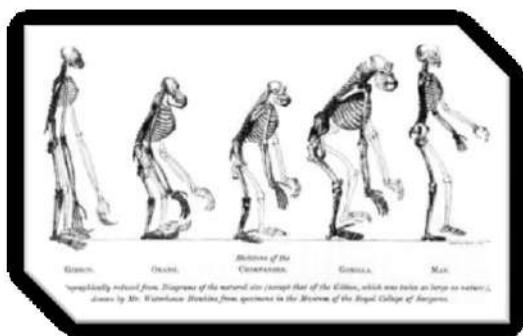 Skeletons of the
GIBBON. ORANG. CHIMPANZEE. GORILLA. MAN.
Photographically reduced from Diagrams of the natural size (except that of the Gibbon, which was twice as large as nature),
drawn by Mr. Waterhouse Hawkins from specimens in the Museum of the Royal College of Surgeons.